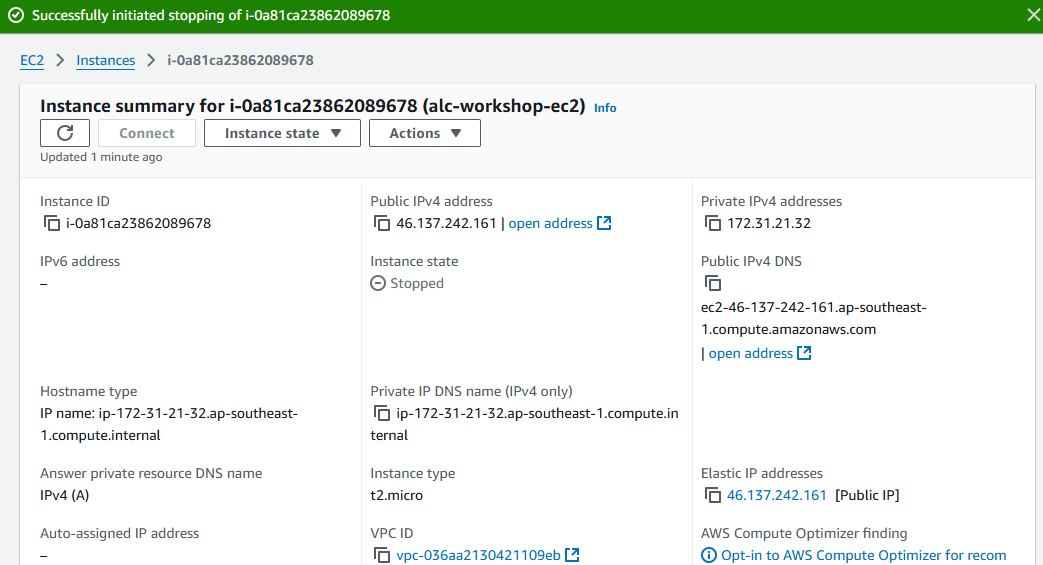 Successfully initiated stopping of i-0a81ca23862089678
EC2 > Instances > i-0a81ca23862089678
Instance summary for i-0a81ca23862089678 (alc-workshop-ec2) Info
Connect Instance state Actions
Updated 1 minute ago
Instance ID
i-0a81ca23862089678
Public IPv4 address
46.137.242.161 | open address
Private IPv4 addresses
172.31.21.32
IPv6 address
–
Instance state
Stopped
Public IPv4 DNS
ec2-46-137-242-161.ap-southeast-
1.compute.amazonaws.com
| open address
Hostname type
IP name: ip-172-31-21-32.ap-southeast-
1.compute.internal
Private IP DNS name (IPv4 only)
ip-172-31-21-32.ap-southeast-1.compute.in
ternal
Answer private resource DNS name
IPv4 (A)
Instance type
t2.micro
Elastic IP addresses
46.137.242.161 [Public IP]
Auto-assigned IP address
–
VPC ID
vpc-036aa2130421109eb
AWS Compute Optimizer finding
Opt-in to AWS Compute Optimizer for recom